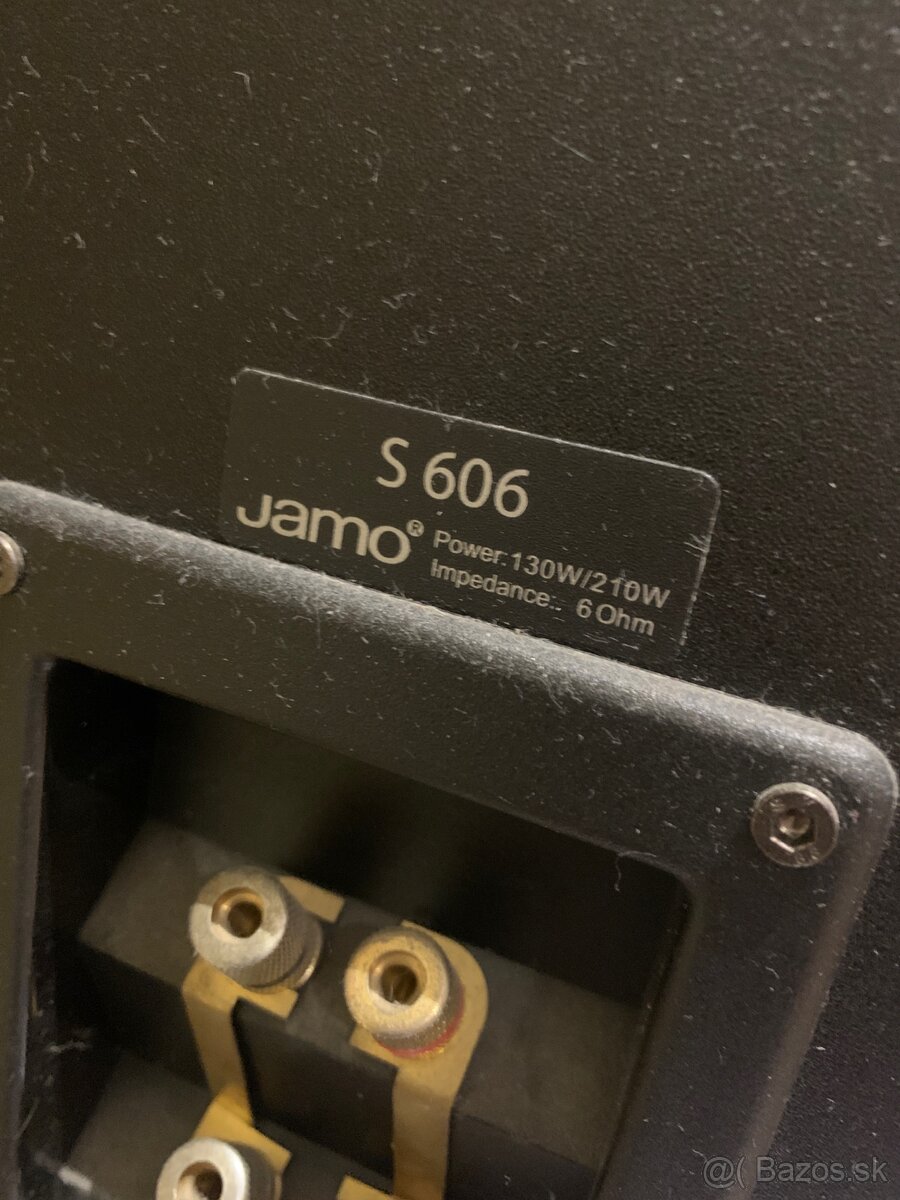 S 606
Jamo®
Power:130W/210W
Impedance:. 6 Ohm
@( Bazos.sk